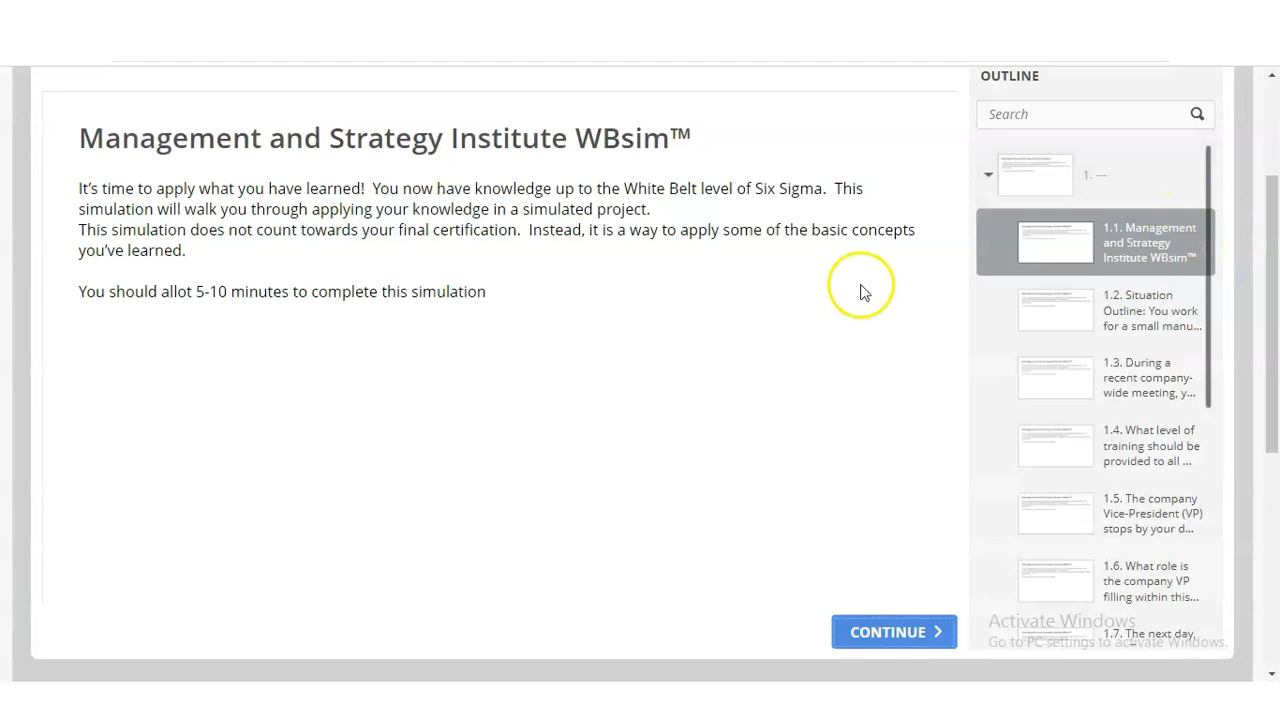 Management and Strategy Institute WBsim™
It's time to apply what you have learned!  You now have knowledge up to the White Belt level of Six Sigma.  This
simulation will walk you through applying your knowledge in a simulated project.
This simulation does not count towards your final certification.  Instead, it is a way to apply some of the basic concepts
you've learned.
You should allot 5-10 minutes to complete this simulation
CONTINUE
OUTLINE
Search
1. ---
1.1. Management
and Strategy
Institute WBsim™
1.2. Situation
Outline: You work
for a small manu...
1.3. During a
recent company-
wide meeting, y...
1.4. What level of
training should be
provided to all ...
1.5. The company
Vice-President (VP)
stops by your d...
1.6. What role is
the company VP
filling within this...
1.7. The next day,
Activate Windows
Go to PC settings to activate Windows.